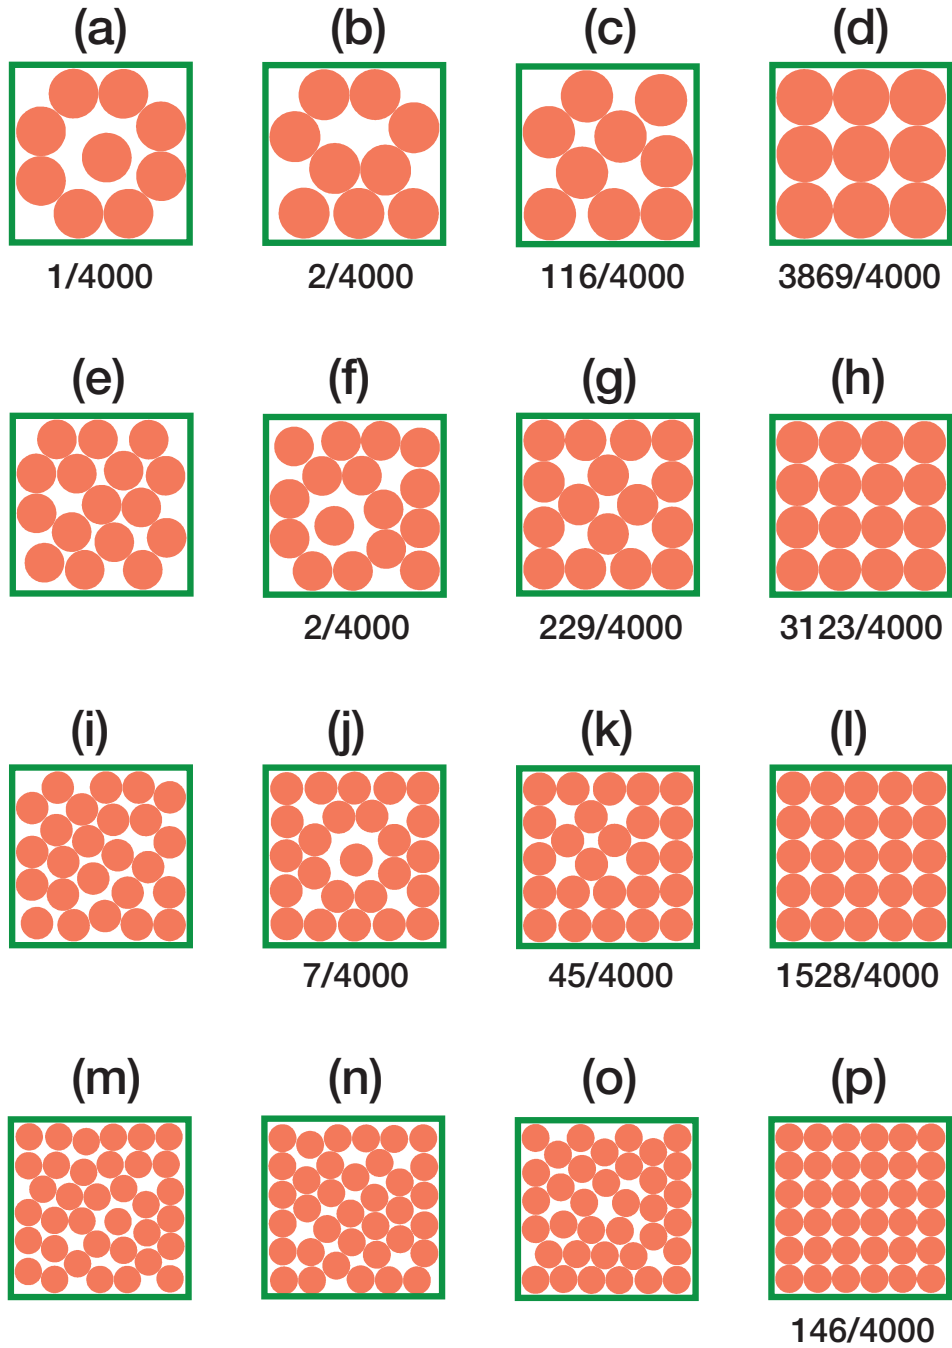 (a) (b) (c) (d)
1/4000 2/4000 116/4000 3869/4000
(e) (f) (g) (h)
2/4000 229/4000 3123/4000
(i) (j) (k) (l)
7/4000 45/4000 1528/4000
(m) (n) (o) (p)
146/4000